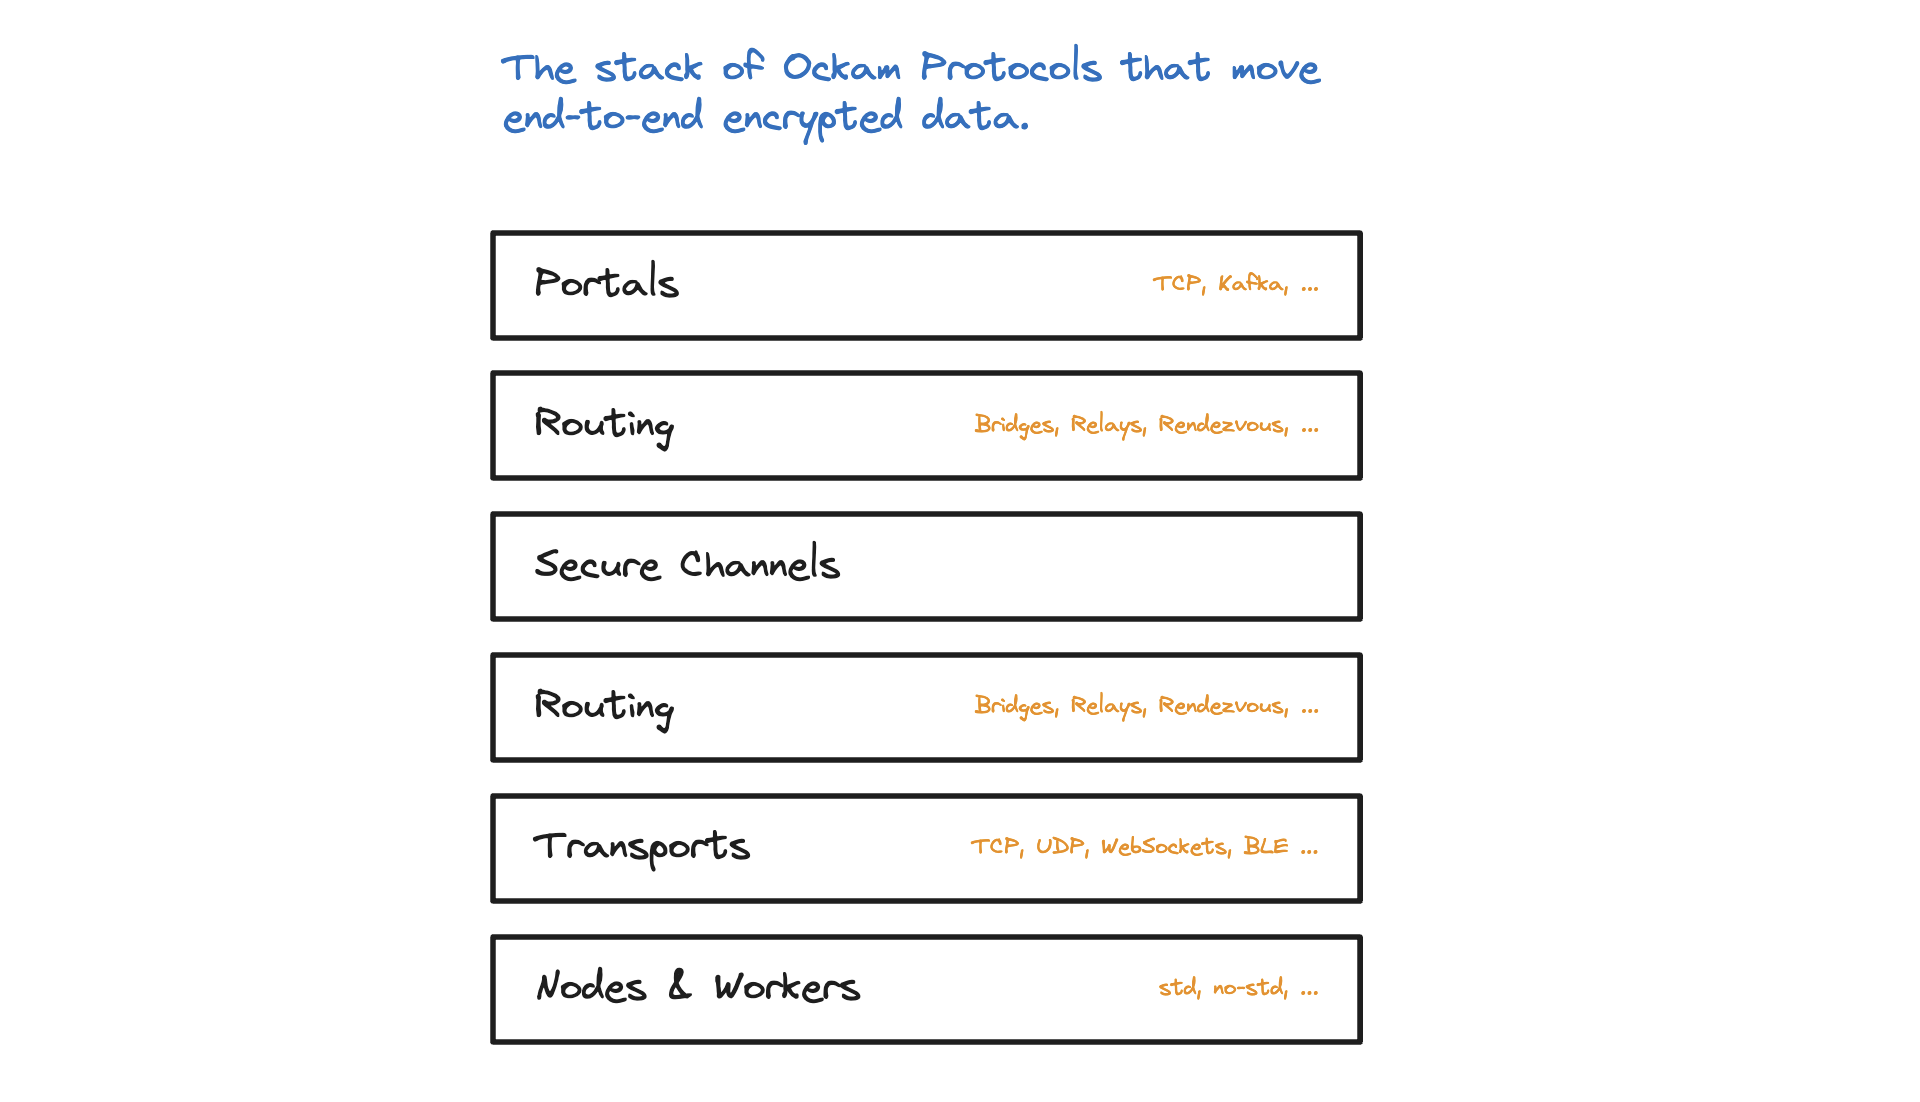 The stack of Ockam Protocols that move
end-to-end encrypted data.
Portals TCP, Kafka, ...
Routing Bridges, Relays, Rendezvous, ...
Secure Channels
Routing Bridges, Relays, Rendezvous, ...
Transports TCP, UDP, WebSockets, BLE ...
Nodes & Workers std, no-std, ...